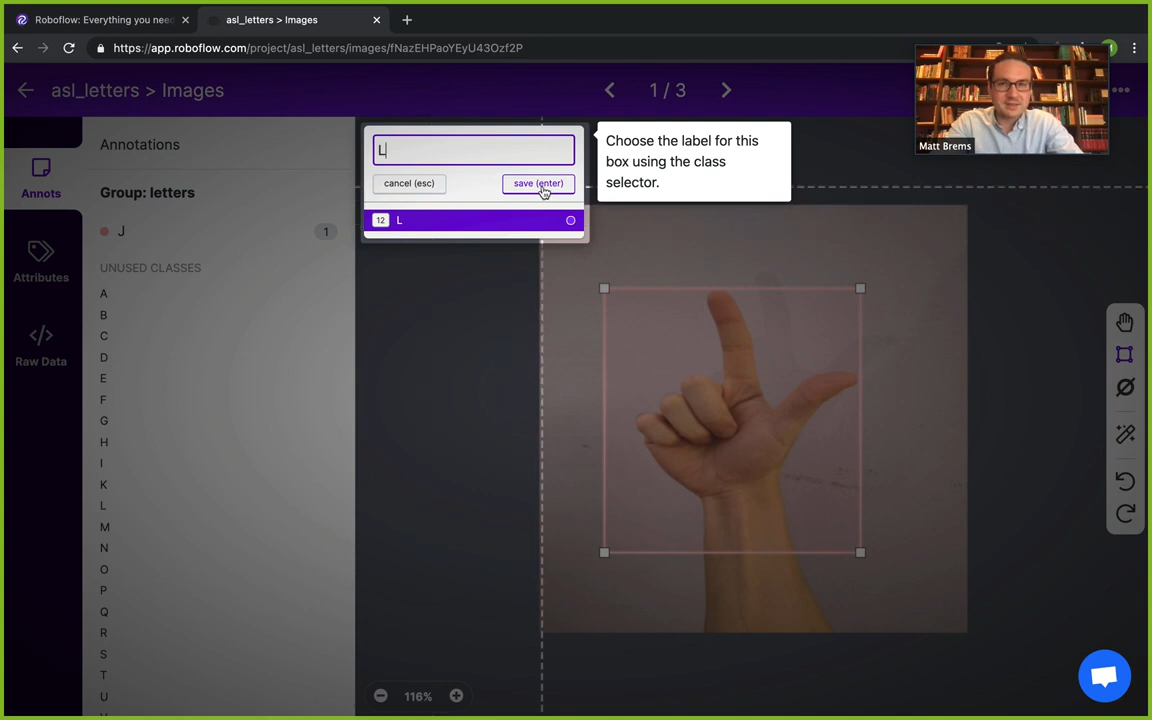 Roboflow: Everything you need
asl_letters > Images
https://app.roboflow.com/project/asl_letters/images/fNazEHPaoYEyU43Ozf2P
asl_letters > Images
1 / 3
Matt Brems
Annots
Attributes
Raw Data
Annotations
Group: letters
J
1
UNUSED CLASSES
A
B
C
D
E
F
G
H
I
K
L
M
N
O
P
Q
R
S
T
U
L
cancel (esc)
save (enter)
12
L
Choose the label for this
box using the class
selector.
116%